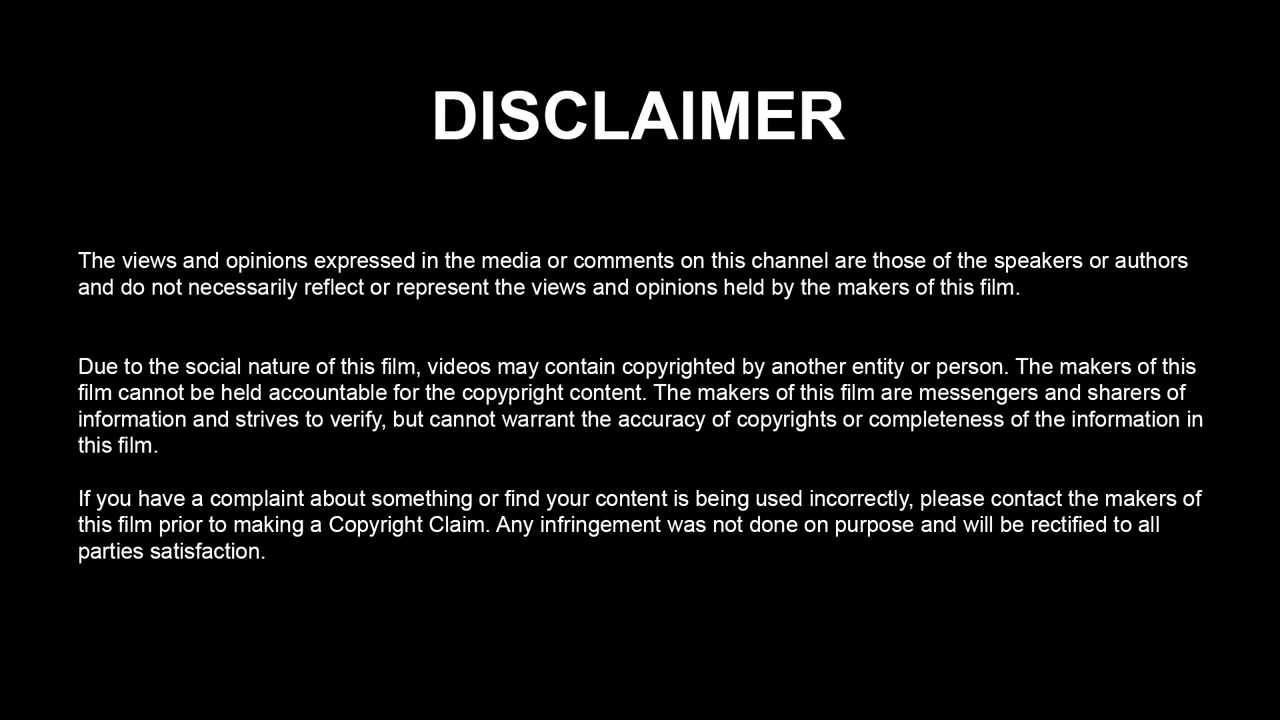 DISCLAIMER
The views and opinions expressed in the media or comments on this channel are those of the speakers or authors
and do not necessarily reflect or represent the views and opinions held by the makers of this film.
Due to the social nature of this film, videos may contain copyrighted by another entity or person. The makers of this
film cannot be held accountable for the copypright content. The makers of this film are messengers and sharers of
information and strives to verify, but cannot warrant the accuracy of copyrights or completeness of the information in
this film.
If you have a complaint about something or find your content is being used incorrectly, please contact the makers of
this film prior to making a Copyright Claim. Any infringement was not done on purpose and will be rectified to all
parties satisfaction.